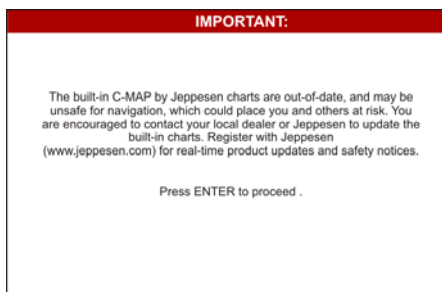 IMPORTANT:
The built-in C-MAP by Jeppesen charts are out-of-date, and may be
unsafe for navigation, which could place you and others at risk. You
are encouraged to contact your local dealer or Jeppesen to update the
built-in charts. Register with Jeppesen
(www.jeppesen.com) for real-time product updates and safety notices.
Press ENTER to proceed .